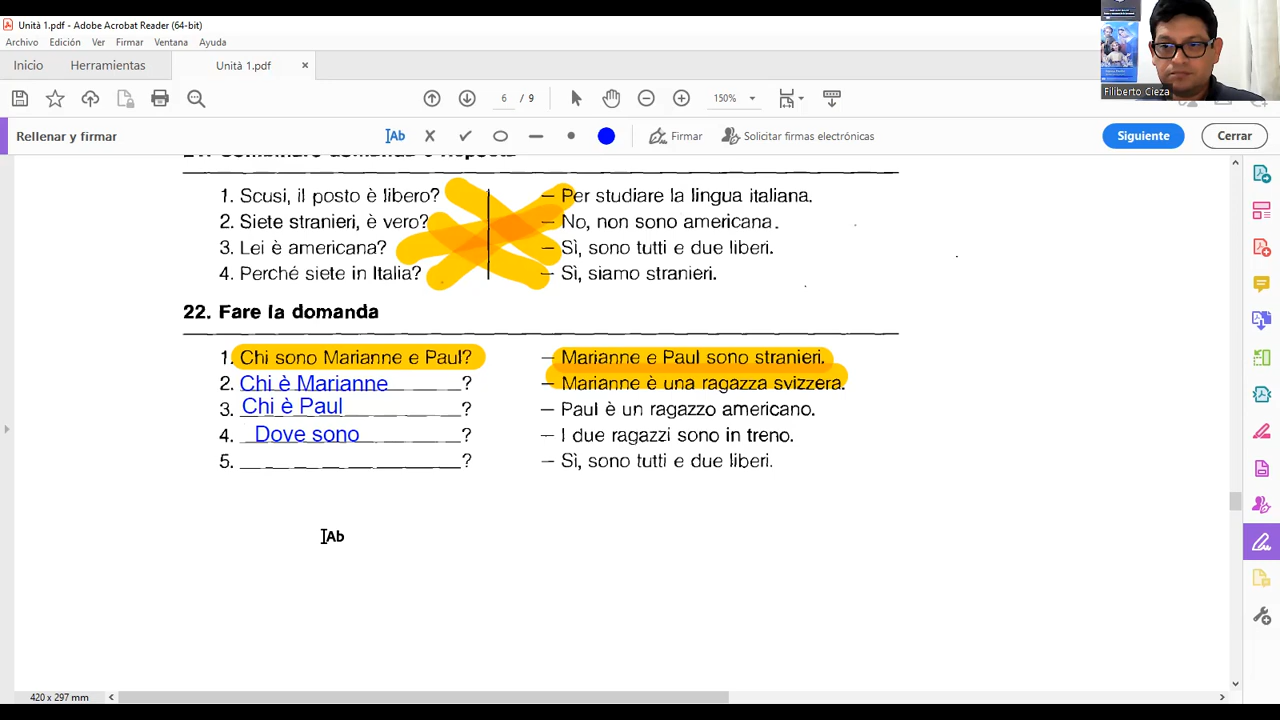 Unità 1.pdf - Adobe Acrobat Reader (64-bit)
Archivo Edición Ver Firmar Ventana Ayuda
Inicio Herramientas Unità 1.pdf ×
6 / 9 150%
Filiberto Cieza
Rellenar y firmar Ab Firmar Solicitar firmas electrónicas Siguiente Cerrar
1. Scusi, il posto è libero? – Per studiare la lingua italiana.
2. Siete stranieri, è vero? – No, non sono americana.
3. Lei è americana? – Sì, sono tutti e due liberi.
4. Perché siete in Italia? – Sì, siamo stranieri.
22. Fare la domanda
1. Chi sono Marianne e Paul? – Marianne e Paul sono stranieri.
2. Chi è Marianne ? – Marianne è una ragazza svizzera.
3. Chi è Paul ? – Paul è un ragazzo americano.
4. Dove sono ? – I due ragazzi sono in treno.
5. ? – Sì, sono tutti e due liberi.
Ab
420 x 297 mm